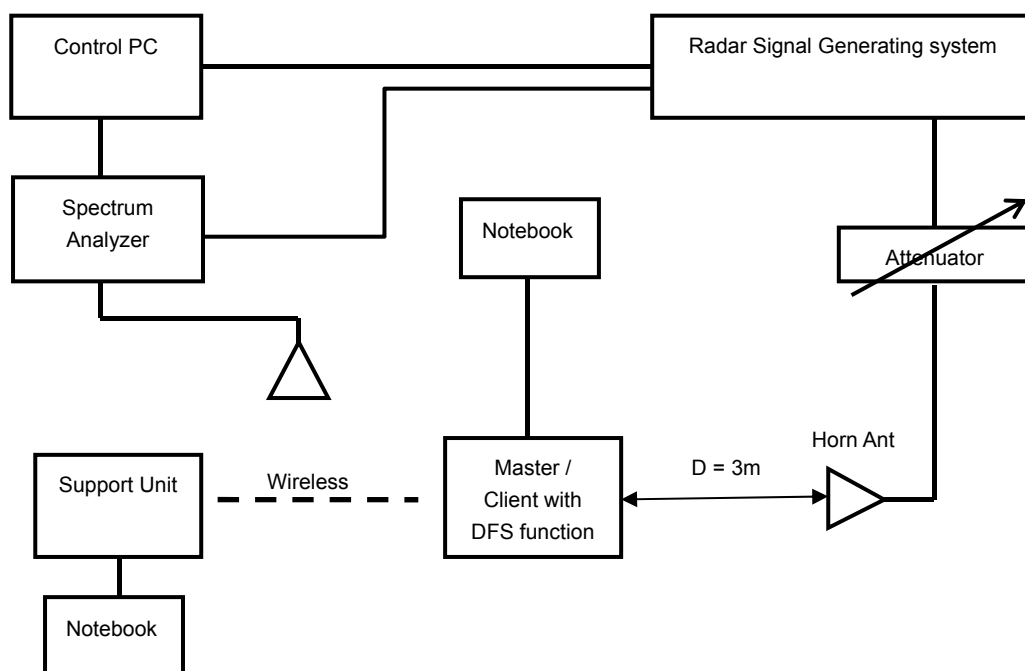 Control PC
Radar Signal Generating system
Spectrum
Analyzer
Notebook
Attenuator
Horn Ant
Support Unit
Wireless
Master /
Client with
DFS function
D = 3m
Notebook